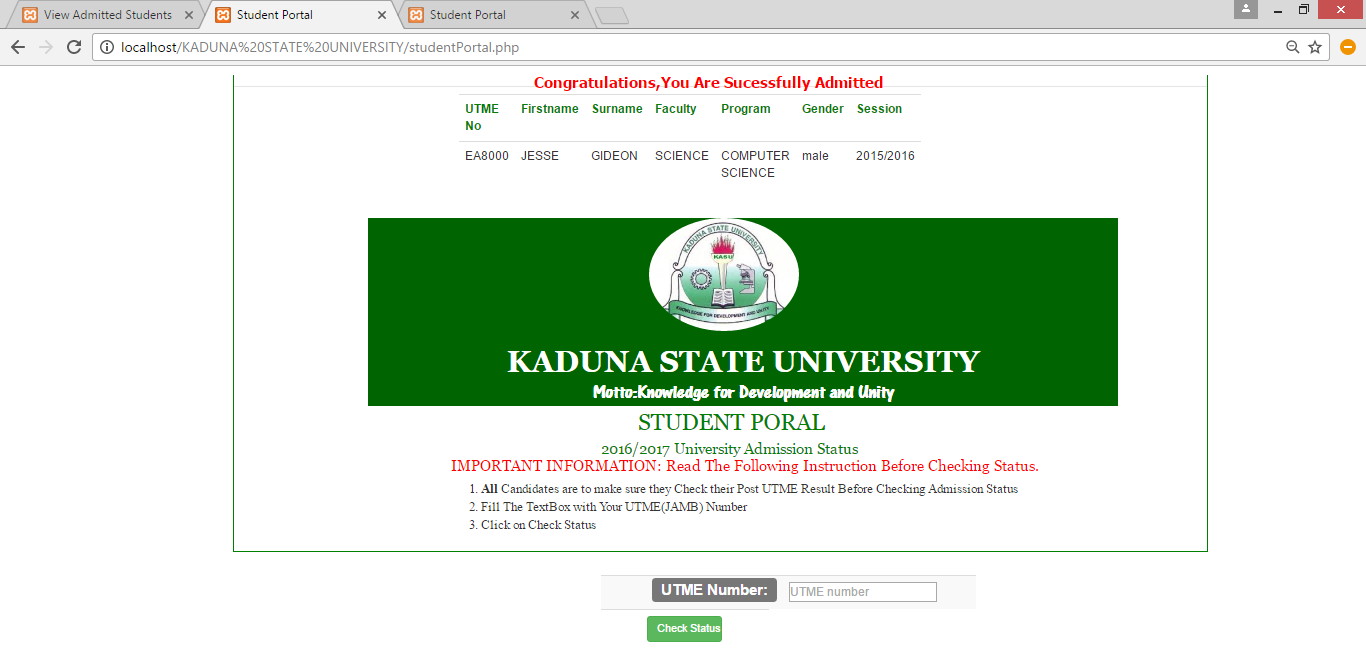 View Admitted Students
Student Portal
Student Portal
localhost/KADUNA%20STATE%20UNIVERSITY/studentPortal.php
Congratulations,You Are Sucessfully Admitted
UTME No Firstname Surname Faculty Program Gender Session
EA8000 JESSE GIDEON SCIENCE COMPUTER SCIENCE male 2015/2016
KADUNA STATE UNIVERSITY
KASU
KNOWLEDGE FOR DEVELOPMENT AND UNITY
KADUNA STATE UNIVERSITY
Motto-Knowledge for Development and Unity
STUDENT PORAL
2016/2017 University Admission Status
IMPORTANT INFORMATION: Read The Following Instruction Before Checking Status.
1. All Candidates are to make sure they Check their Post UTME Result Before Checking Admission Status
2. Fill The TextBox with Your UTME(JAMB) Number
3. Click on Check Status
UTME Number: UTME number
Check Status